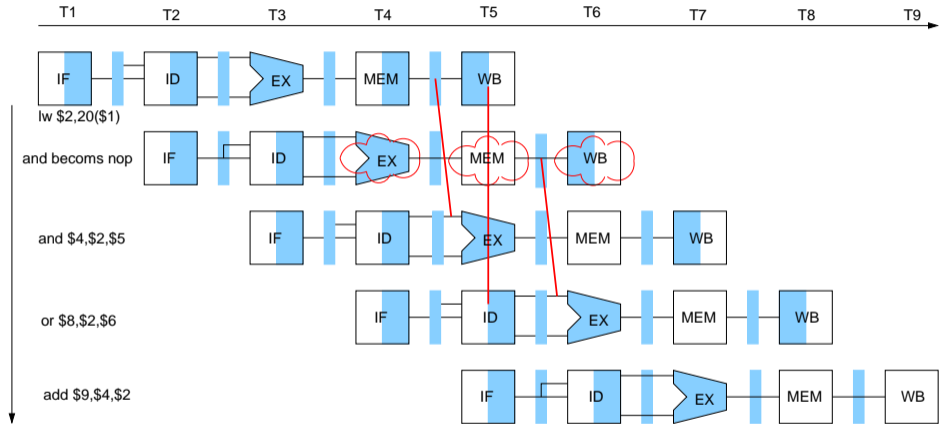 T1 T2 T3 T4 T5 T6 T7 T8 T9
IF ID EX MEM WB
lw $2,20($1)
and becoms nop IF ID EX MEM WB
and $4,$2,$5 IF ID EX MEM WB
or $8,$2,$6 IF ID EX MEM WB
add $9,$4,$2 IF ID EX MEM WB